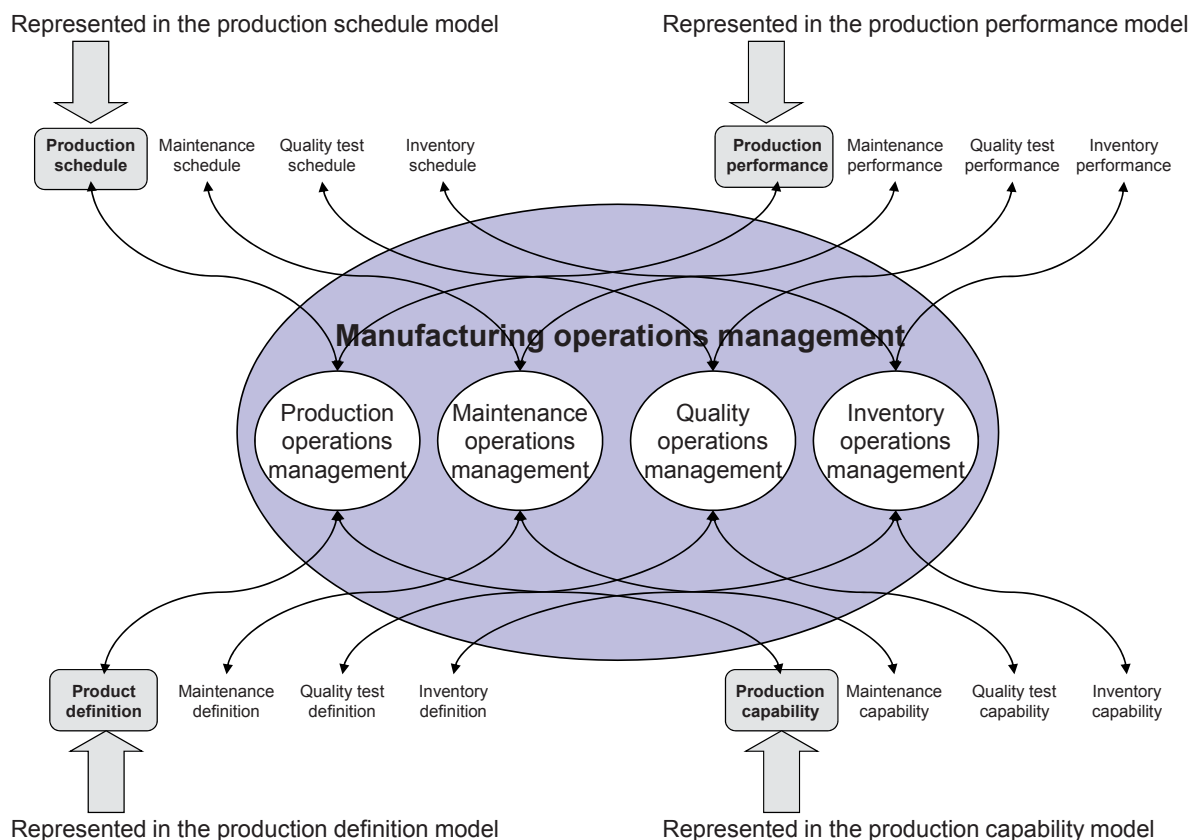 Represented in the production schedule model
Represented in the production performance model
Production
schedule
Maintenance
schedule
Quality test
schedule
Inventory
schedule
Production
performance
Maintenance
performance
Quality test
performance
Inventory
performance
Manufacturing operations management
Production
operations
management
Maintenance
operations
management
Quality
operations
management
Inventory
operations
management
Product
definition
Maintenance
definition
Quality test
definition
Inventory
definition
Production
capability
Maintenance
capability
Quality test
capability
Inventory
capability
Represented in the production definition model
Represented in the production capability model